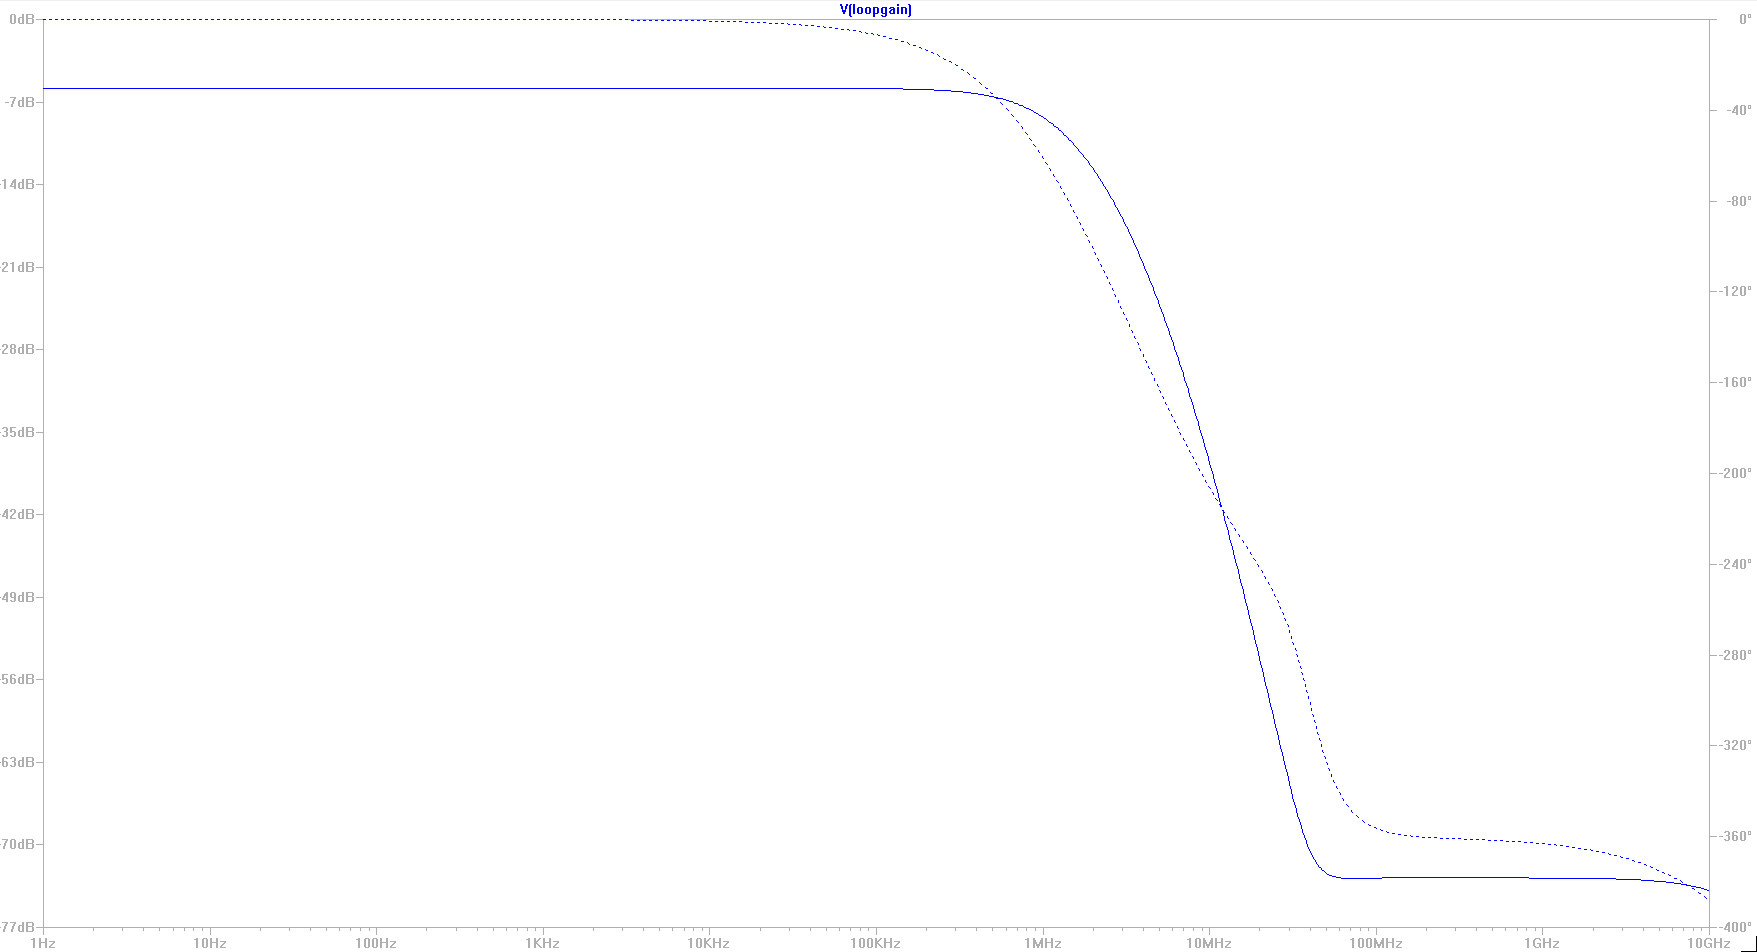 V(loopgain)
0dB
-7dB
-14dB
-21dB
-28dB
-35dB
-42dB
-49dB
-56dB
-63dB
-70dB
-77dB
0°
-40°
-80°
-120°
-160°
-200°
-240°
-280°
-320°
-360°
-400°
1Hz 10Hz 100Hz 1KHz 10KHz 100KHz 1MHz 10MHz 100MHz 1GHz 10GHz